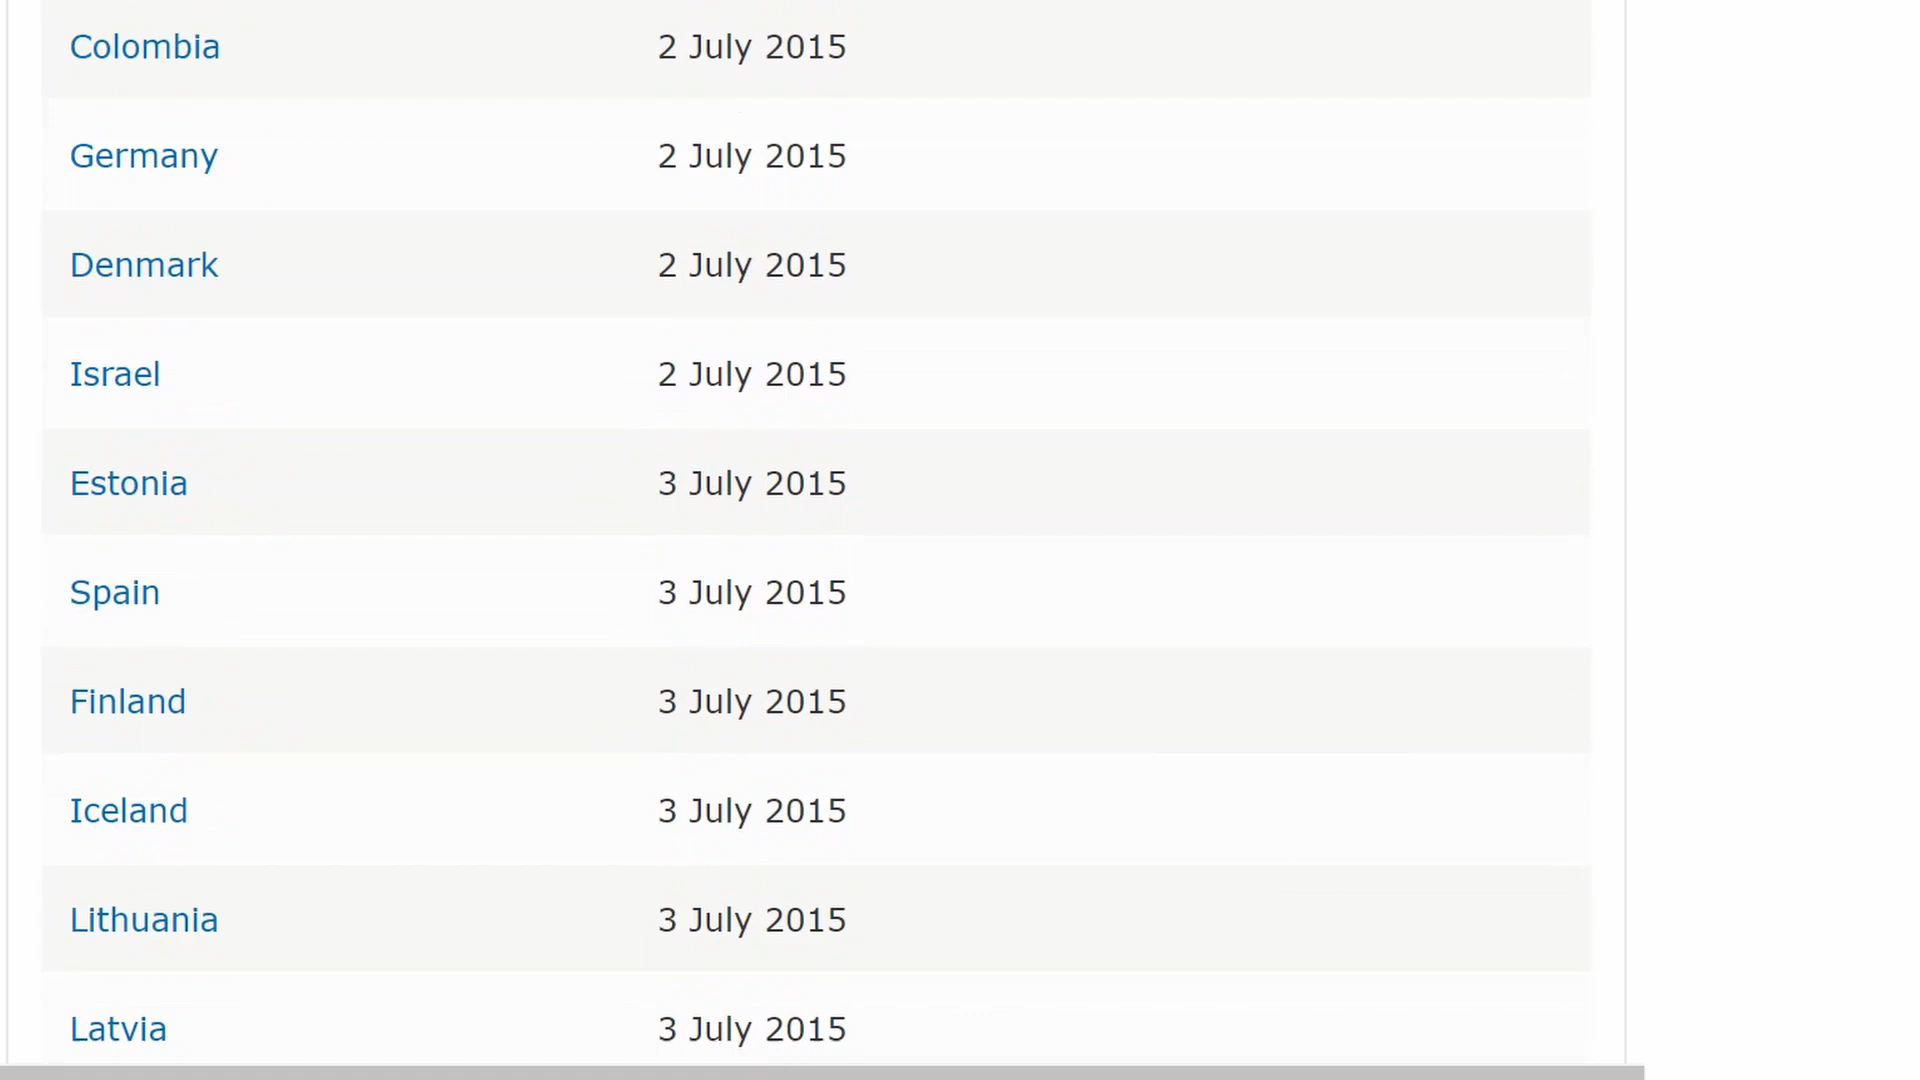 Colombia 2 July 2015
Germany 2 July 2015
Denmark 2 July 2015
Israel 2 July 2015
Estonia 3 July 2015
Spain 3 July 2015
Finland 3 July 2015
Iceland 3 July 2015
Lithuania 3 July 2015
Latvia 3 July 2015